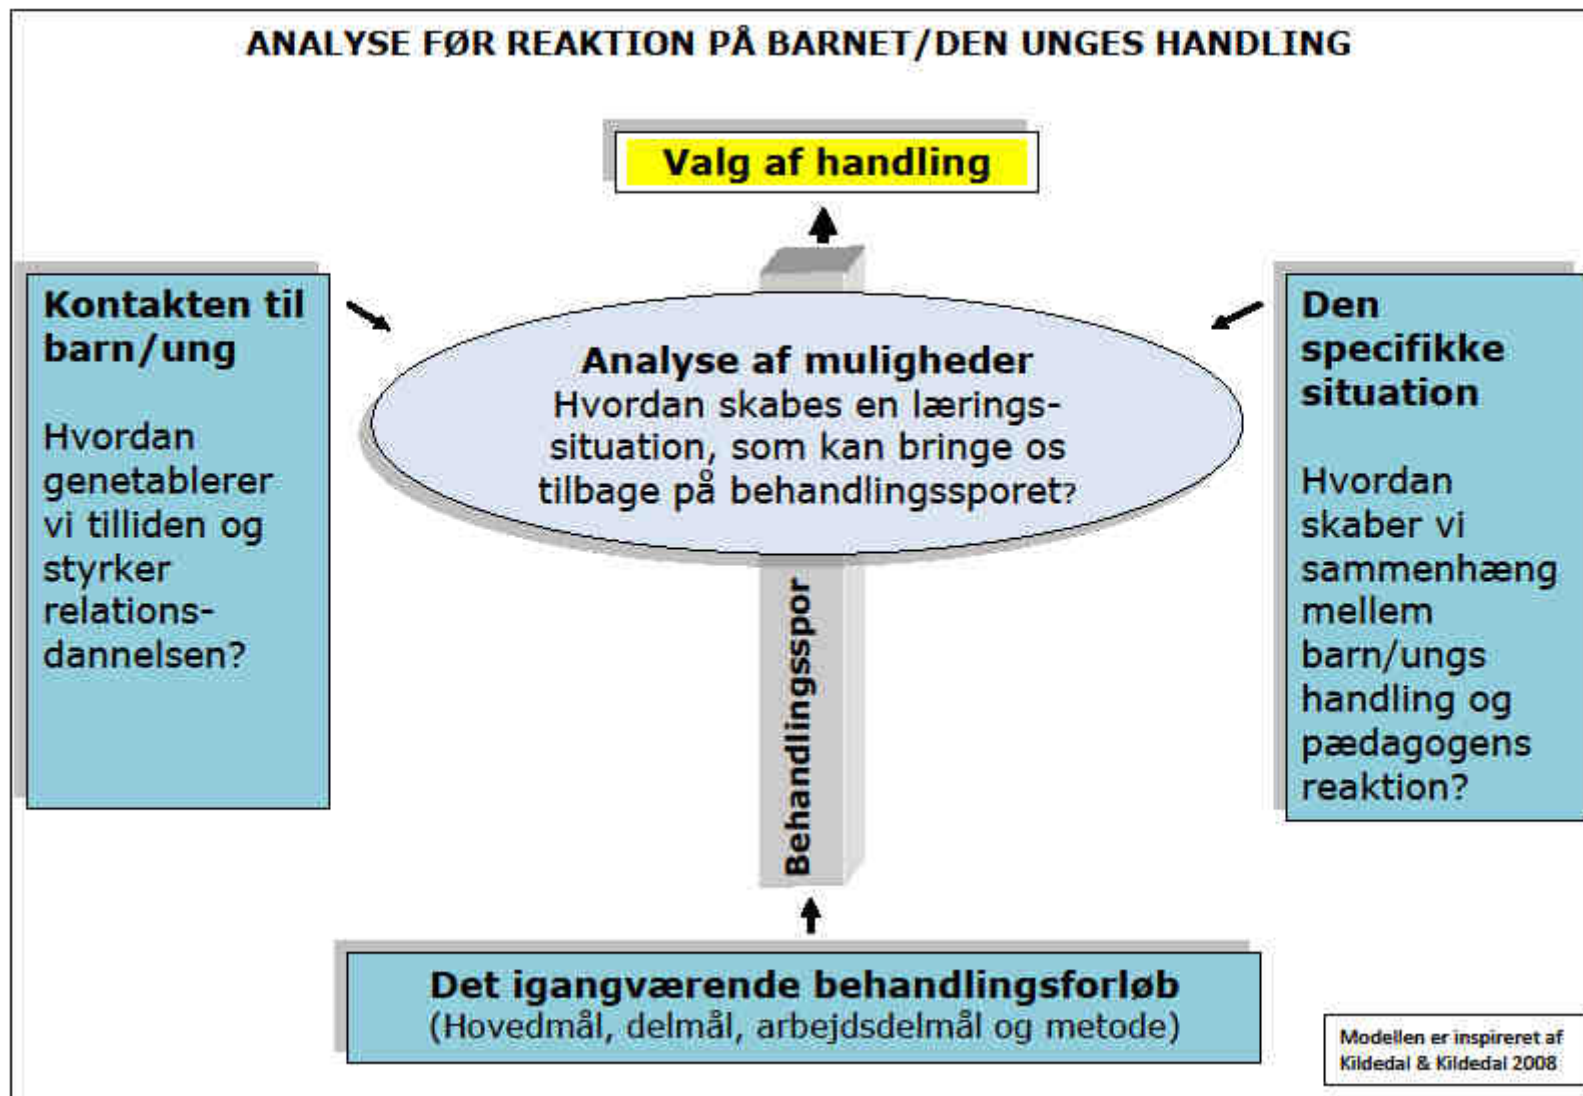 ANALYSE FØR REAKTION PÅ BARNET/DEN UNGES HANDLING
Valg af handling
Kontakten til
barn/ung
Hvordan
genetablerer
vi tilliden og
styrker
relations-
dannelsen?
Analyse af muligheder
Hvordan skabes en lærings-
situation, som kan bringe os
tilbage på behandlingssporet?
Den
specifikke
situation
Hvordan
skaber vi
sammenhæng
mellem
barn/ungs
handling og
pædagogens
reaktion?
Behandlingsspor
Det igangværende behandlingsforløb
(Hovedmål, delmål, arbejdsdelmål og metode)
Modellen er inspireret af
Kildedal & Kildedal 2008